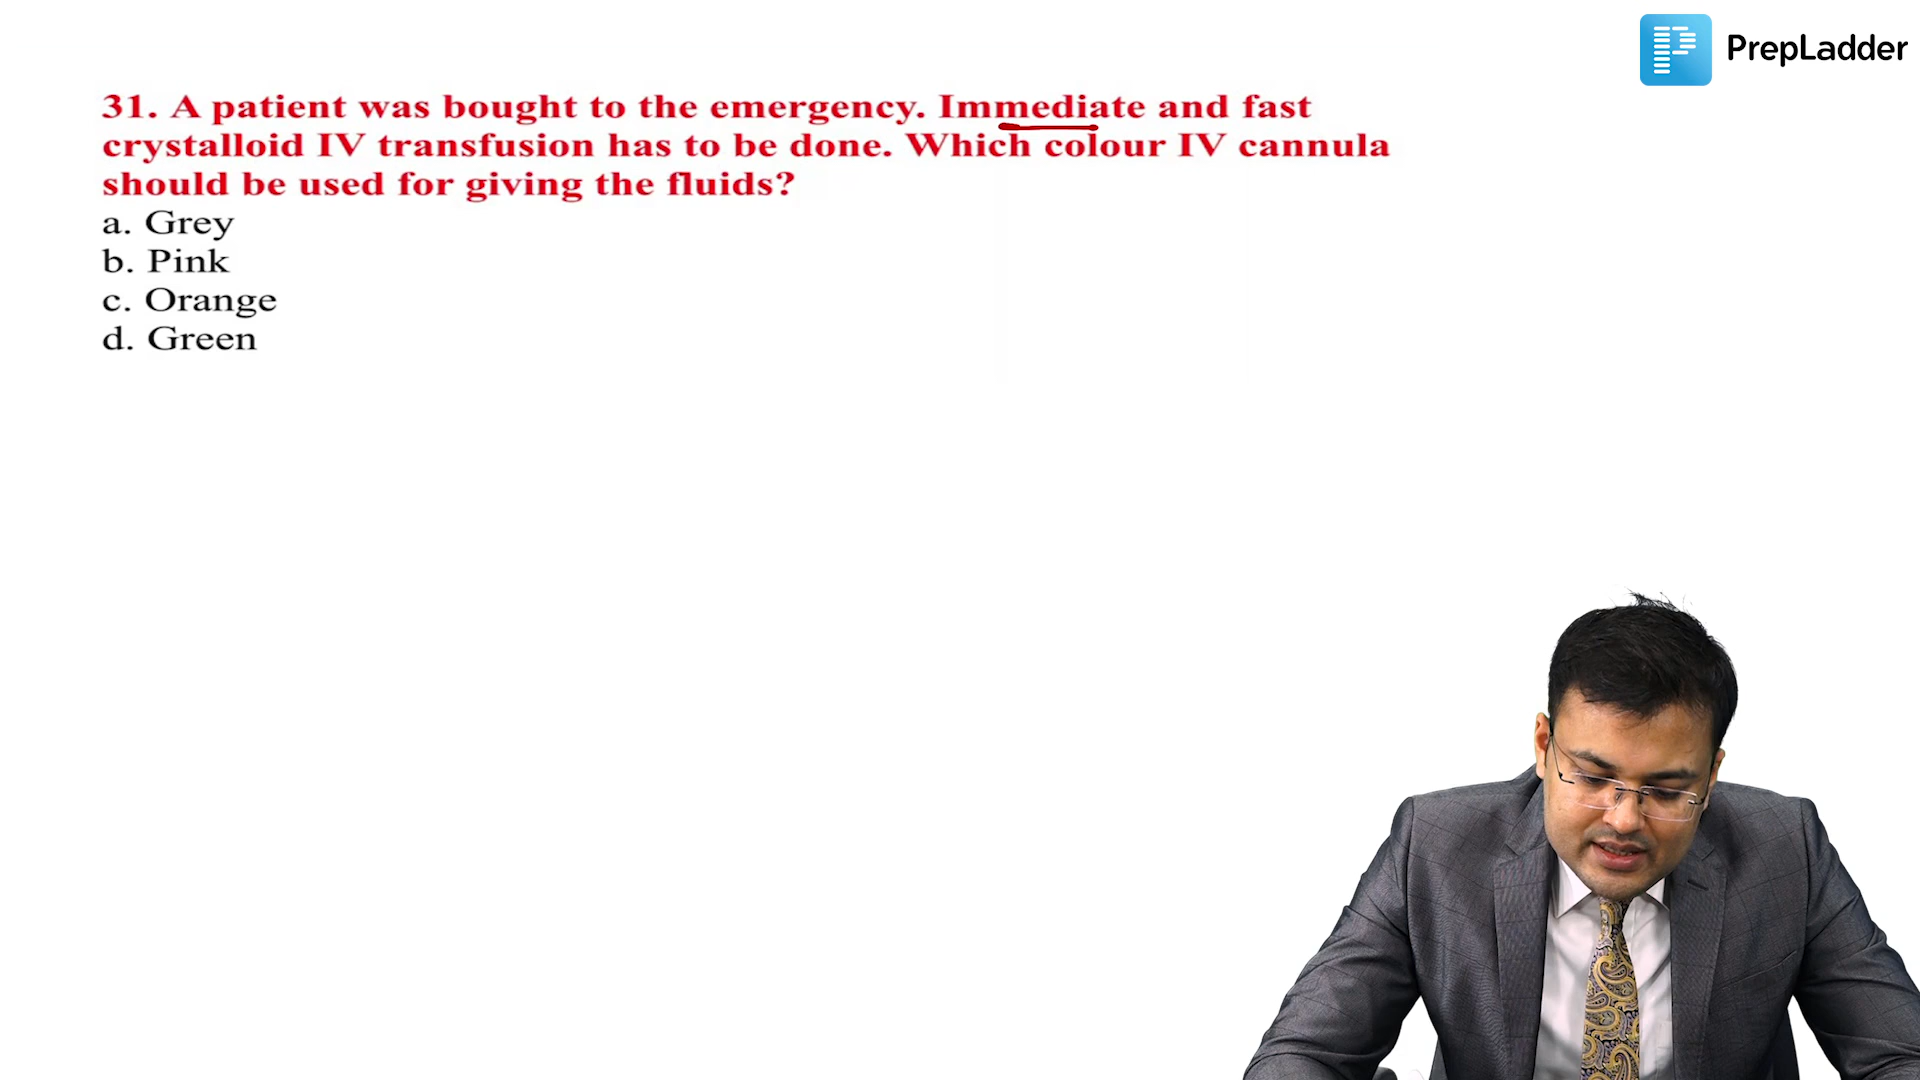 PrepLadder
31. A patient was bought to the emergency. Immediate and fast
crystalloid IV transfusion has to be done. Which colour IV cannula
should be used for giving the fluids?
a. Grey
b. Pink
c. Orange
d. Green